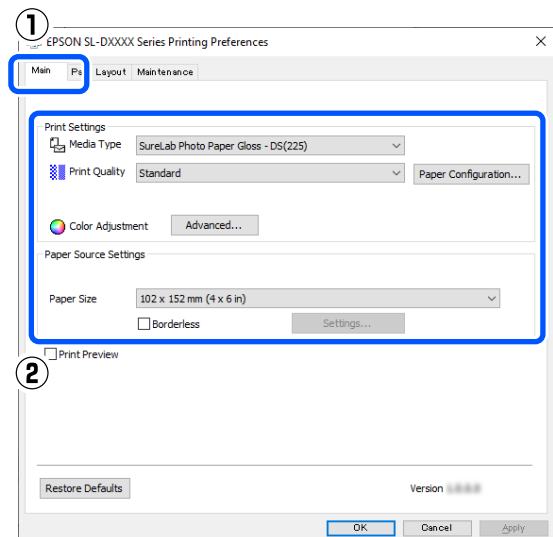 1
EPSON SL-DXXXX Series Printing Preferences
Main Layout Maintenance
Print Settings
Media Type SureLab Photo Paper Gloss - DS(225)
Print Quality Standard Paper Configuration...
Color Adjustment Advanced...
Paper Source Settings
Paper Size 102 x 152 mm (4 x 6 in)
Borderless Settings...
Print Preview
2
Restore Defaults Version
OK Cancel Apply